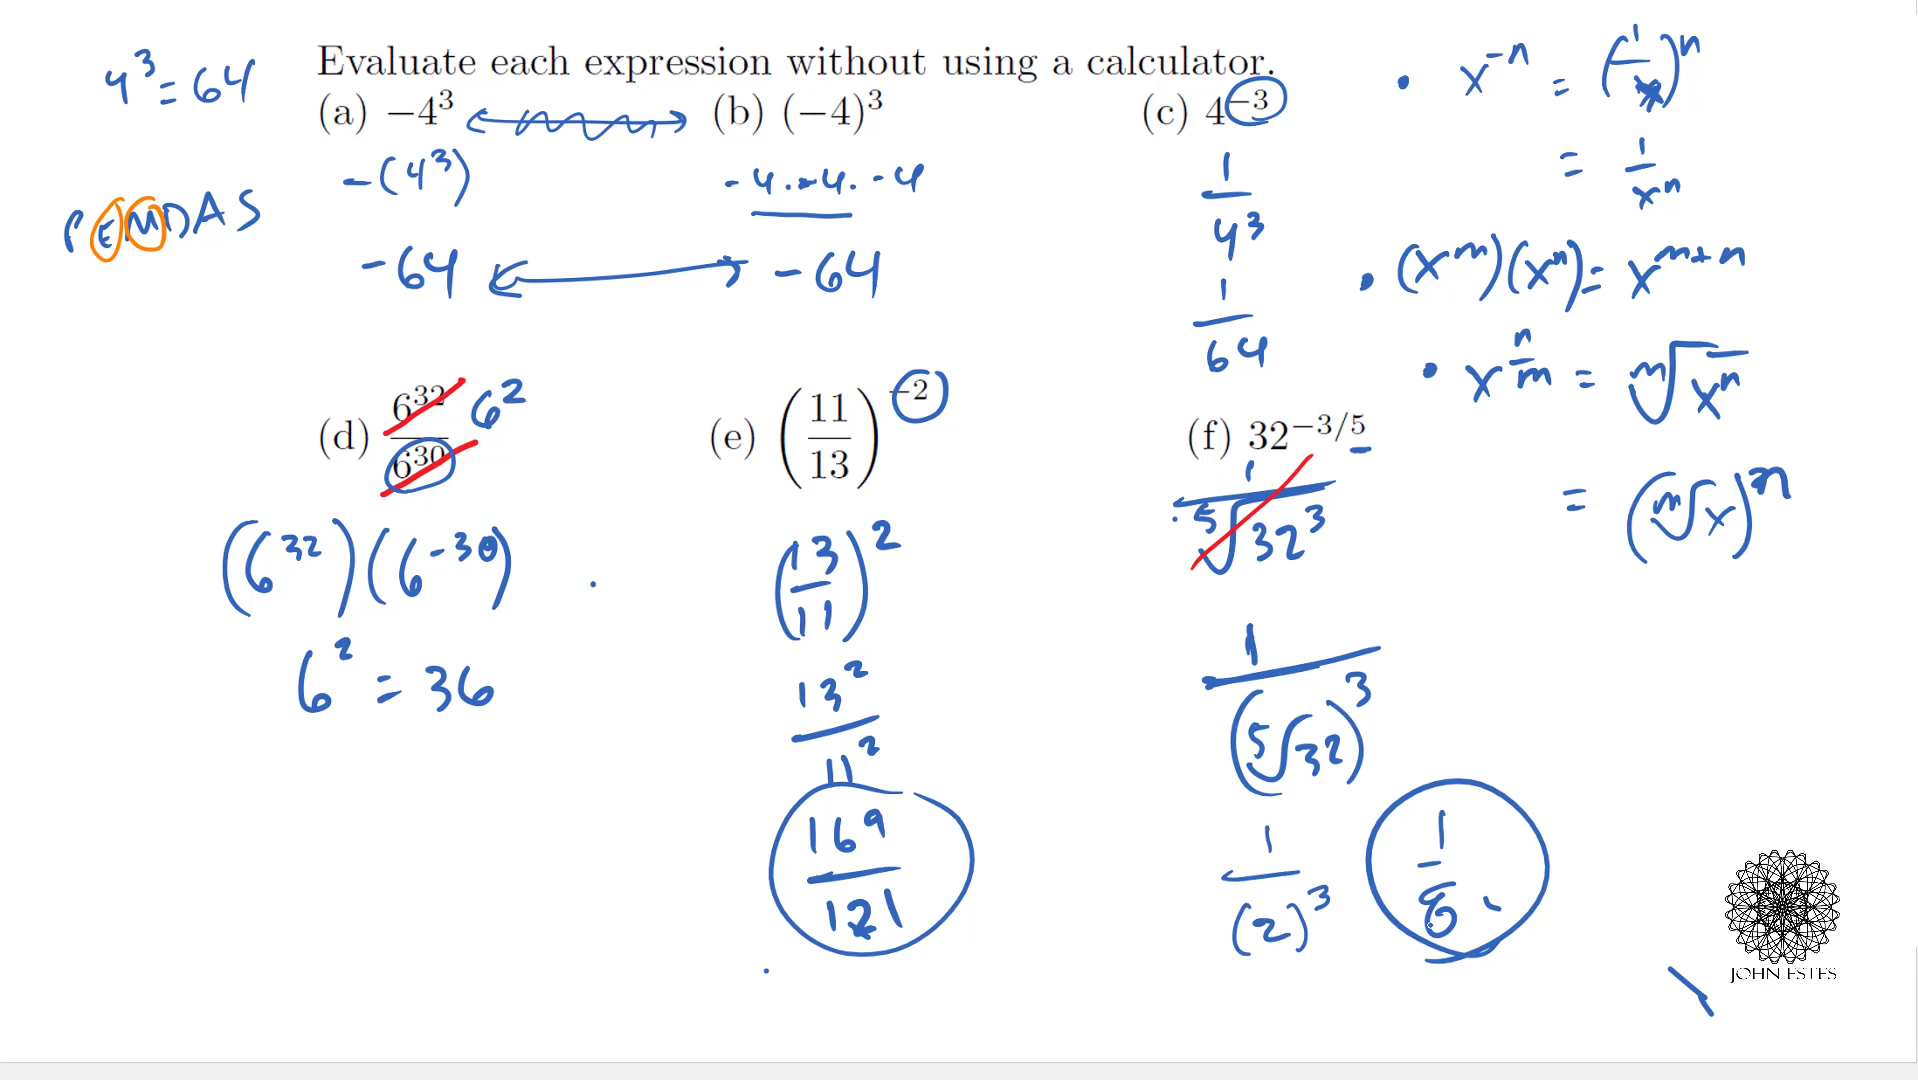 4³ = 64
Evaluate each expression without using a calculator.
(a) −4³
(b) (−4)³
(c) 4⁻³
• x⁻ⁿ = (1/x)ⁿ
= 1/xⁿ
PEMDAS
-(4³)
-4 · -4 · -4
1/4³
-64
-64
1/64
• (xᵐ)(xⁿ) = xᵐ⁺ⁿ
• x^(n/m) = ᵐ√xⁿ
= (ᵐ√x)ⁿ
(d) 6³²/6³⁰ 6²
(e) (11/13)⁻²
(f) 32^(−3/5)
(6³²)(6⁻³⁰)
(13/11)²
1/⁵√32³
6² = 36
13²/11²
1/(⁵√32)³
169/121
1/(2)³
1/8
JOHN ESTES